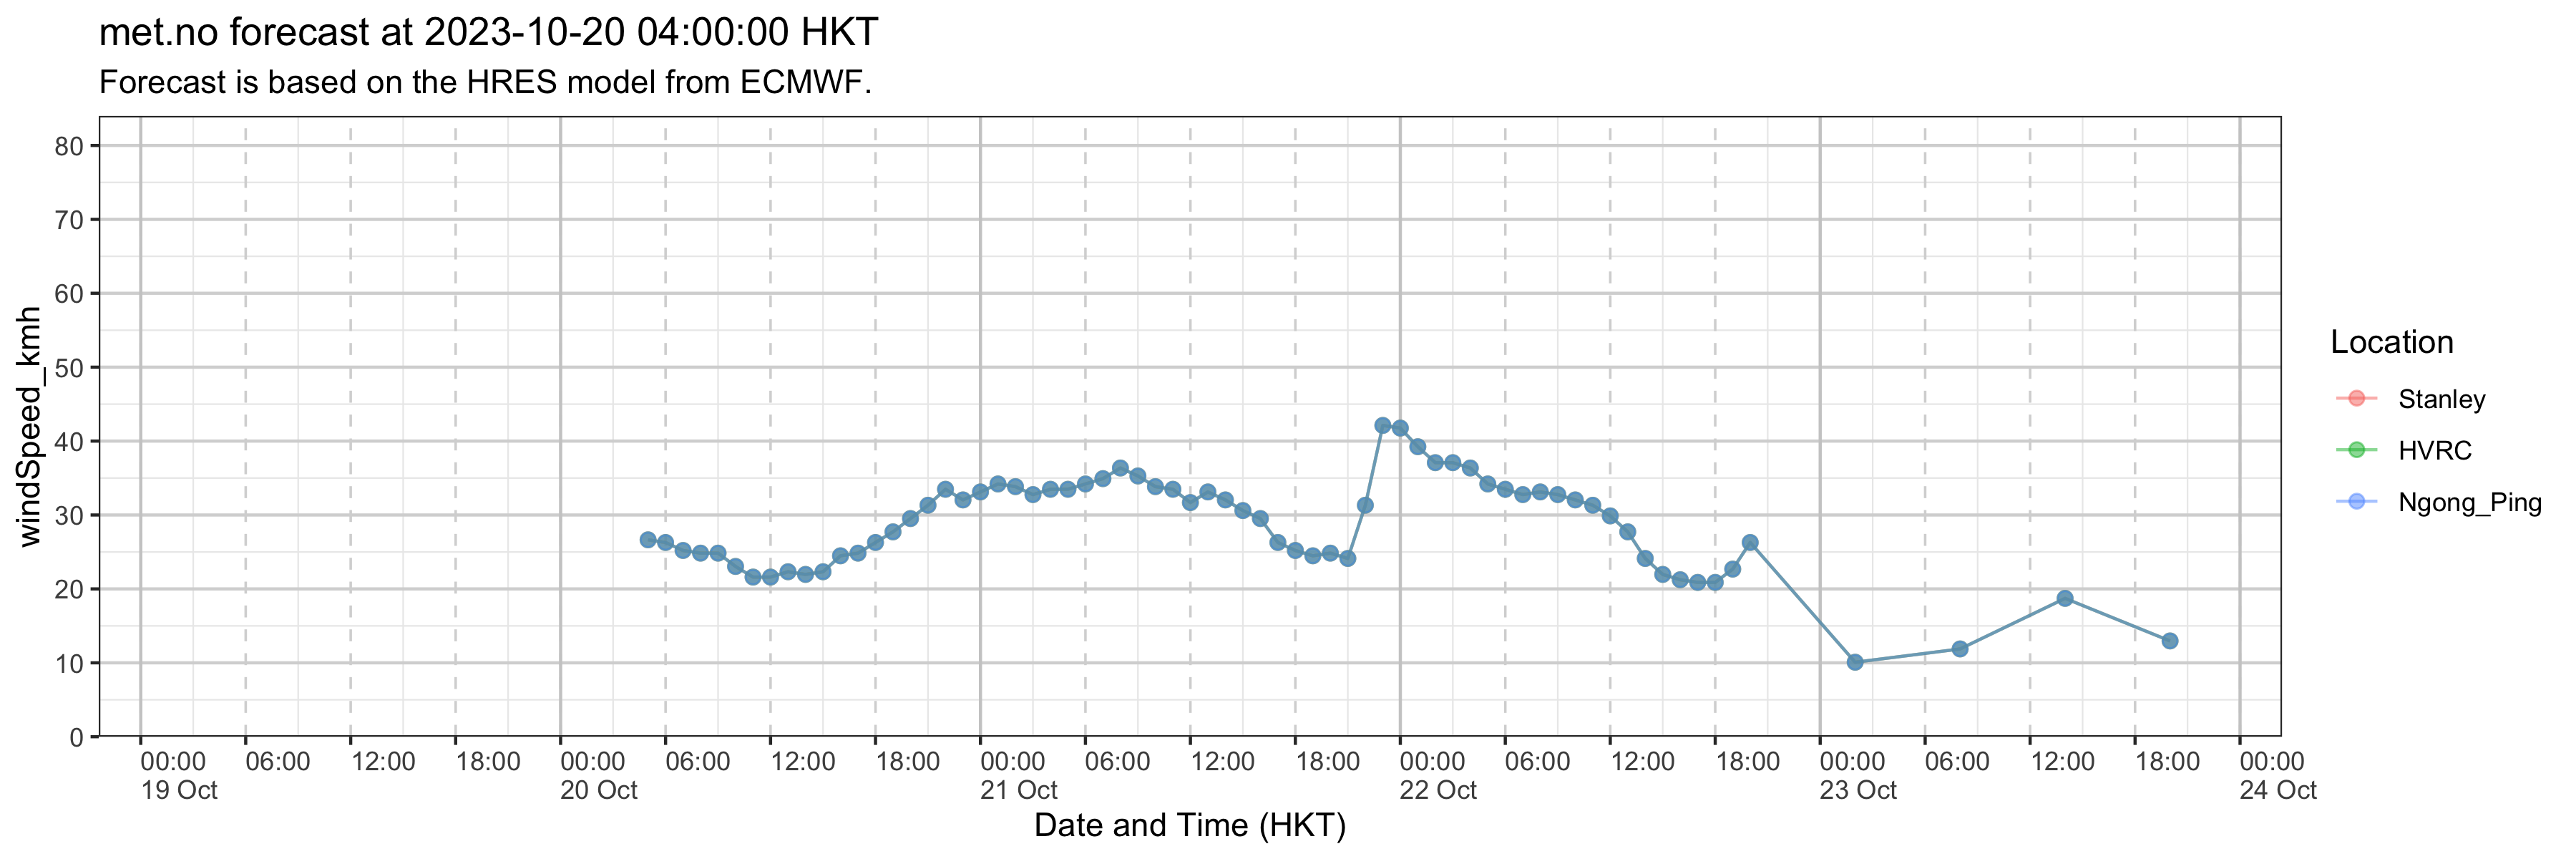 met.no forecast at 2023-10-20 04:00:00 HKT
Forecast is based on the HRES model from ECMWF.
windSpeed_kmh
80
70
60
50
40
30
20
10
0
00:00 06:00 12:00 18:00 00:00 06:00 12:00 18:00 00:00 06:00 12:00 18:00 00:00 06:00 12:00 18:00 00:00 06:00 12:00 18:00 00:00
19 Oct 20 Oct 21 Oct 22 Oct 23 Oct 24 Oct
Date and Time (HKT)
Location
Stanley
HVRC
Ngong_Ping